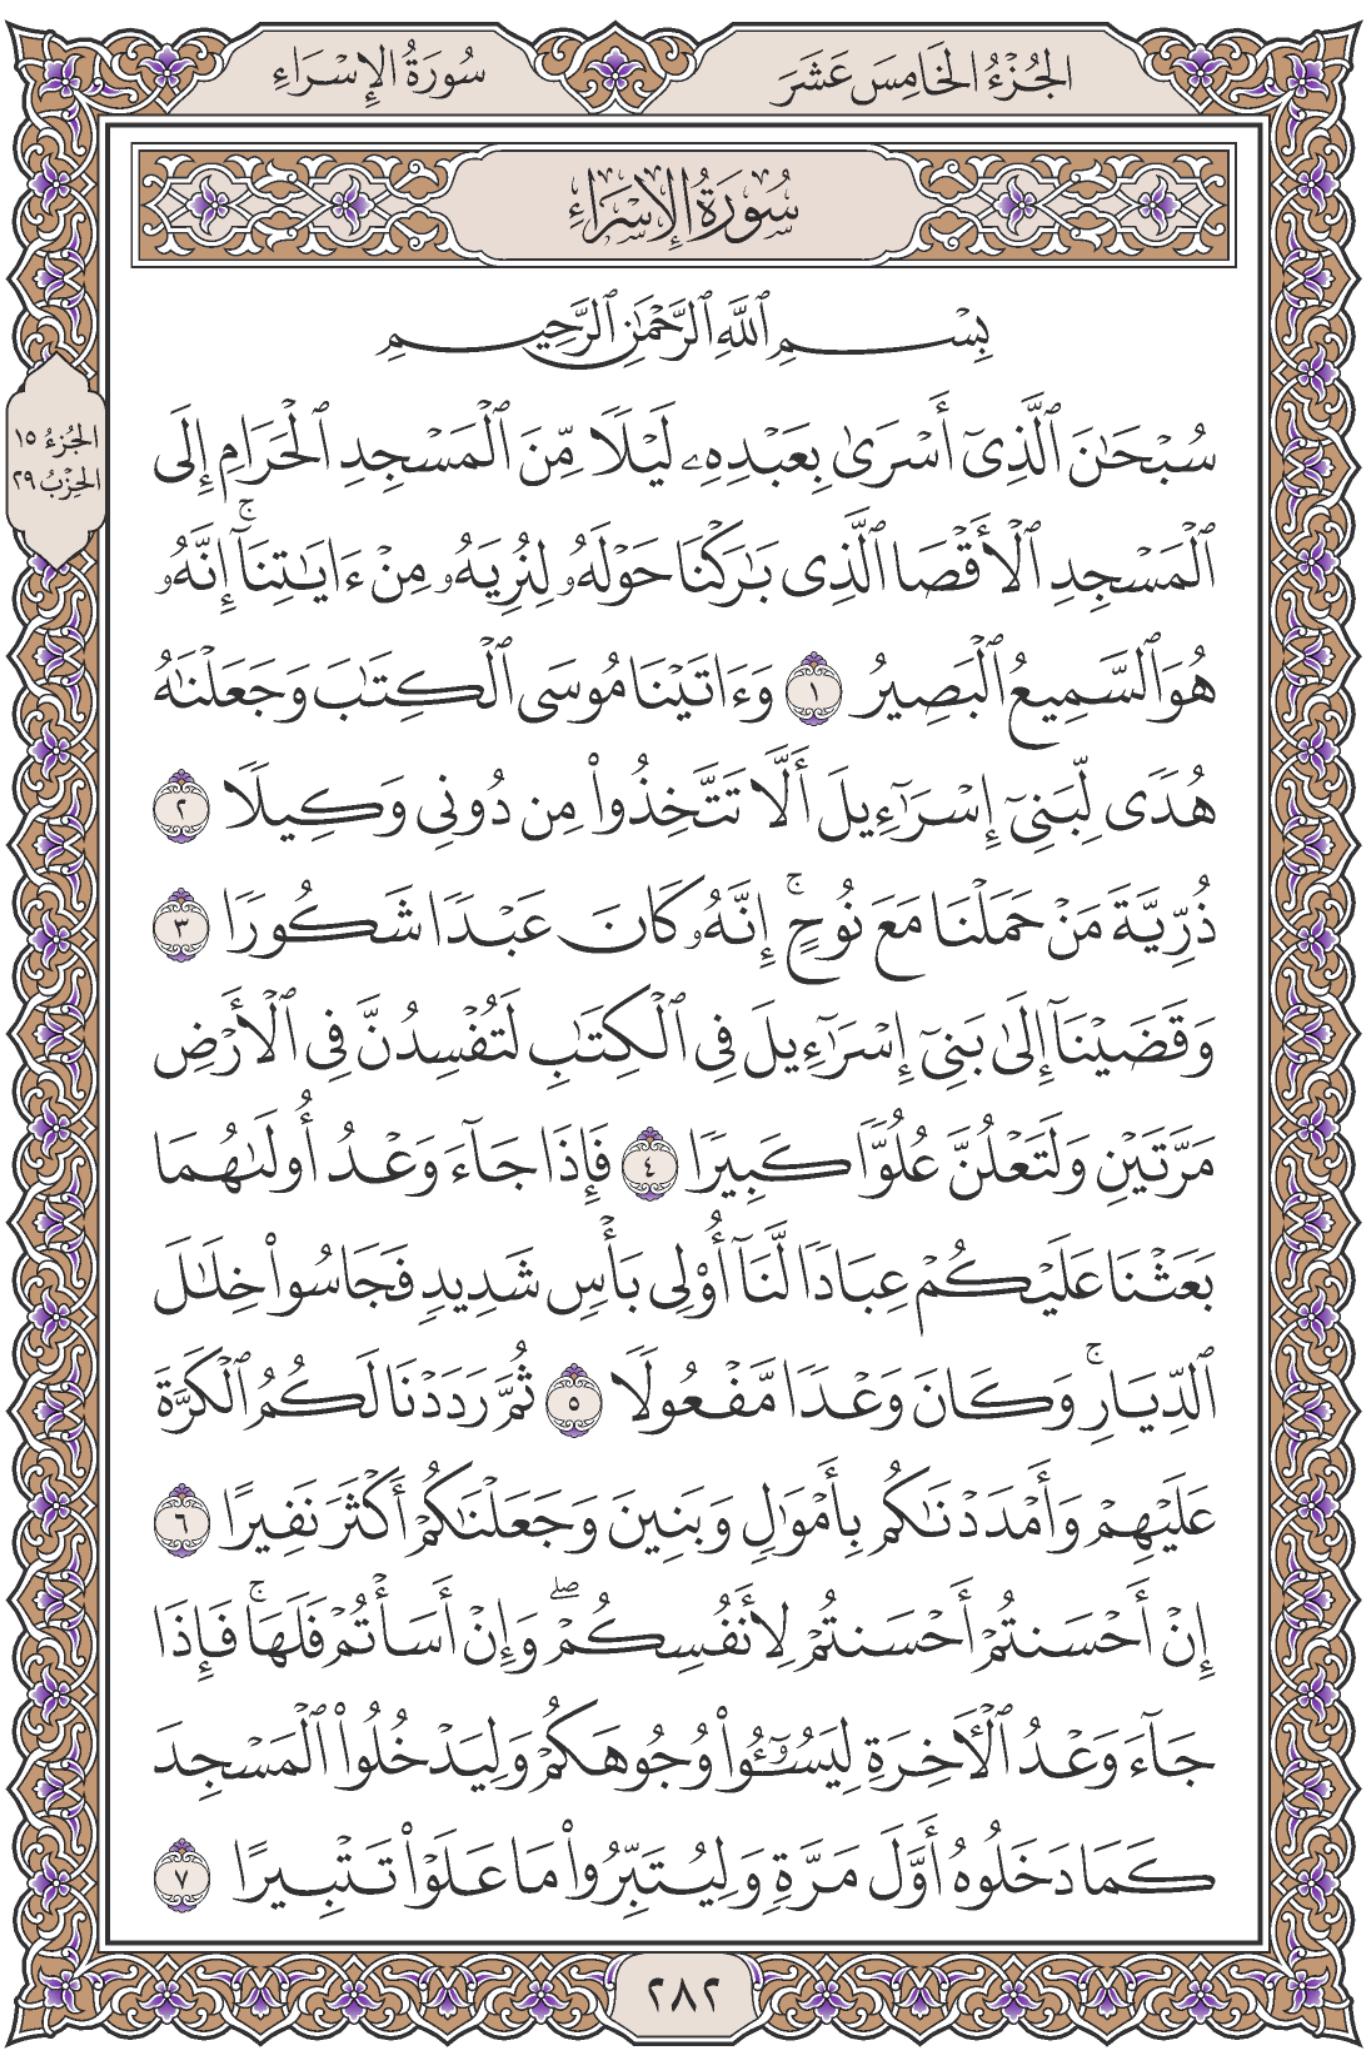 الجُزْءُ الخَامِسَ عَشَرَ
سُورَةُ الإِسْرَاءِ
سُورَةُ الإِسْرَاءِ
بِسْمِ ٱللَّهِ ٱلرَّحْمَٰنِ ٱلرَّحِيمِ
سُبْحَٰنَ ٱلَّذِىٓ أَسْرَىٰ بِعَبْدِهِۦ لَيْلًا مِّنَ ٱلْمَسْجِدِ ٱلْحَرَامِ إِلَى
ٱلْمَسْجِدِ ٱلْأَقْصَا ٱلَّذِى بَٰرَكْنَا حَوْلَهُۥ لِنُرِيَهُۥ مِنْ ءَايَٰتِنَآۚ إِنَّهُۥ
هُوَ ٱلسَّمِيعُ ٱلْبَصِيرُ ١ وَءَاتَيْنَا مُوسَى ٱلْكِتَٰبَ وَجَعَلْنَٰهُ
هُدًى لِّبَنِىٓ إِسْرَٰٓءِيلَ أَلَّا تَتَّخِذُوا۟ مِن دُونِى وَكِيلًا ٢
ذُرِّيَّةَ مَنْ حَمَلْنَا مَعَ نُوحٍۚ إِنَّهُۥ كَانَ عَبْدًا شَكُورًا ٣
وَقَضَيْنَآ إِلَىٰ بَنِىٓ إِسْرَٰٓءِيلَ فِى ٱلْكِتَٰبِ لَتُفْسِدُنَّ فِى ٱلْأَرْضِ
مَرَّتَيْنِ وَلَتَعْلُنَّ عُلُوًّا كَبِيرًا ٤ فَإِذَا جَآءَ وَعْدُ أُولَىٰهُمَا
بَعَثْنَا عَلَيْكُمْ عِبَادًا لَّنَآ أُو۟لِى بَأْسٍ شَدِيدٍ فَجَاسُوا۟ خِلَٰلَ
ٱلدِّيَارِۚ وَكَانَ وَعْدًا مَّفْعُولًا ٥ ثُمَّ رَدَدْنَا لَكُمُ ٱلْكَرَّةَ
عَلَيْهِمْ وَأَمْدَدْنَٰكُم بِأَمْوَٰلٍ وَبَنِينَ وَجَعَلْنَٰكُمْ أَكْثَرَ نَفِيرًا ٦
إِنْ أَحْسَنتُمْ أَحْسَنتُمْ لِأَنفُسِكُمْۖ وَإِنْ أَسَأْتُمْ فَلَهَاۚ فَإِذَا
جَآءَ وَعْدُ ٱلْءَاخِرَةِ لِيَسُۥٓـُٔوا۟ وُجُوهَكُمْ وَلِيَدْخُلُوا۟ ٱلْمَسْجِدَ
كَمَا دَخَلُوهُ أَوَّلَ مَرَّةٍ وَلِيُتَبِّرُوا۟ مَا عَلَوْا۟ تَتْبِيرًا ٧
الجُزءُ ١٥
الحِزْبُ ٢٩
٢٨٢